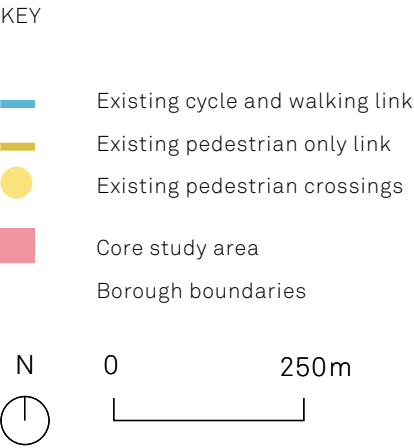 KEY
Existing cycle and walking link
Existing pedestrian only link
Existing pedestrian crossings
Core study area
Borough boundaries
N 0 250m